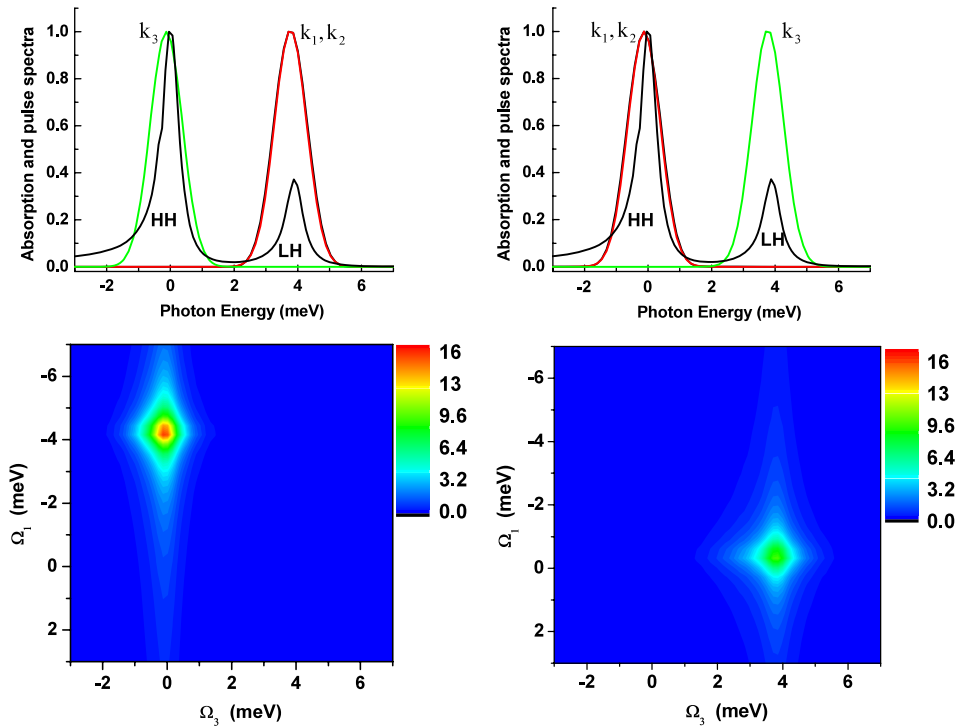 Absorption and pulse spectra
1.0
0.8
0.6
0.4
0.2
0.0
k3
k1,k2
HH
LH
-2 0 2 4 6
Photon Energy (meV)
Absorption and pulse spectra
1.0
0.8
0.6
0.4
0.2
0.0
k1,k2
k3
HH
LH
-2 0 2 4 6
Photon Energy (meV)
Ω1 (meV)
-6
-4
-2
0
2
-2 0 2 4 6
Ω3 (meV)
16
13
9.6
6.4
3.2
0.0
Ω1 (meV)
-6
-4
-2
0
2
-2 0 2 4 6
Ω3 (meV)
16
13
9.6
6.4
3.2
0.0